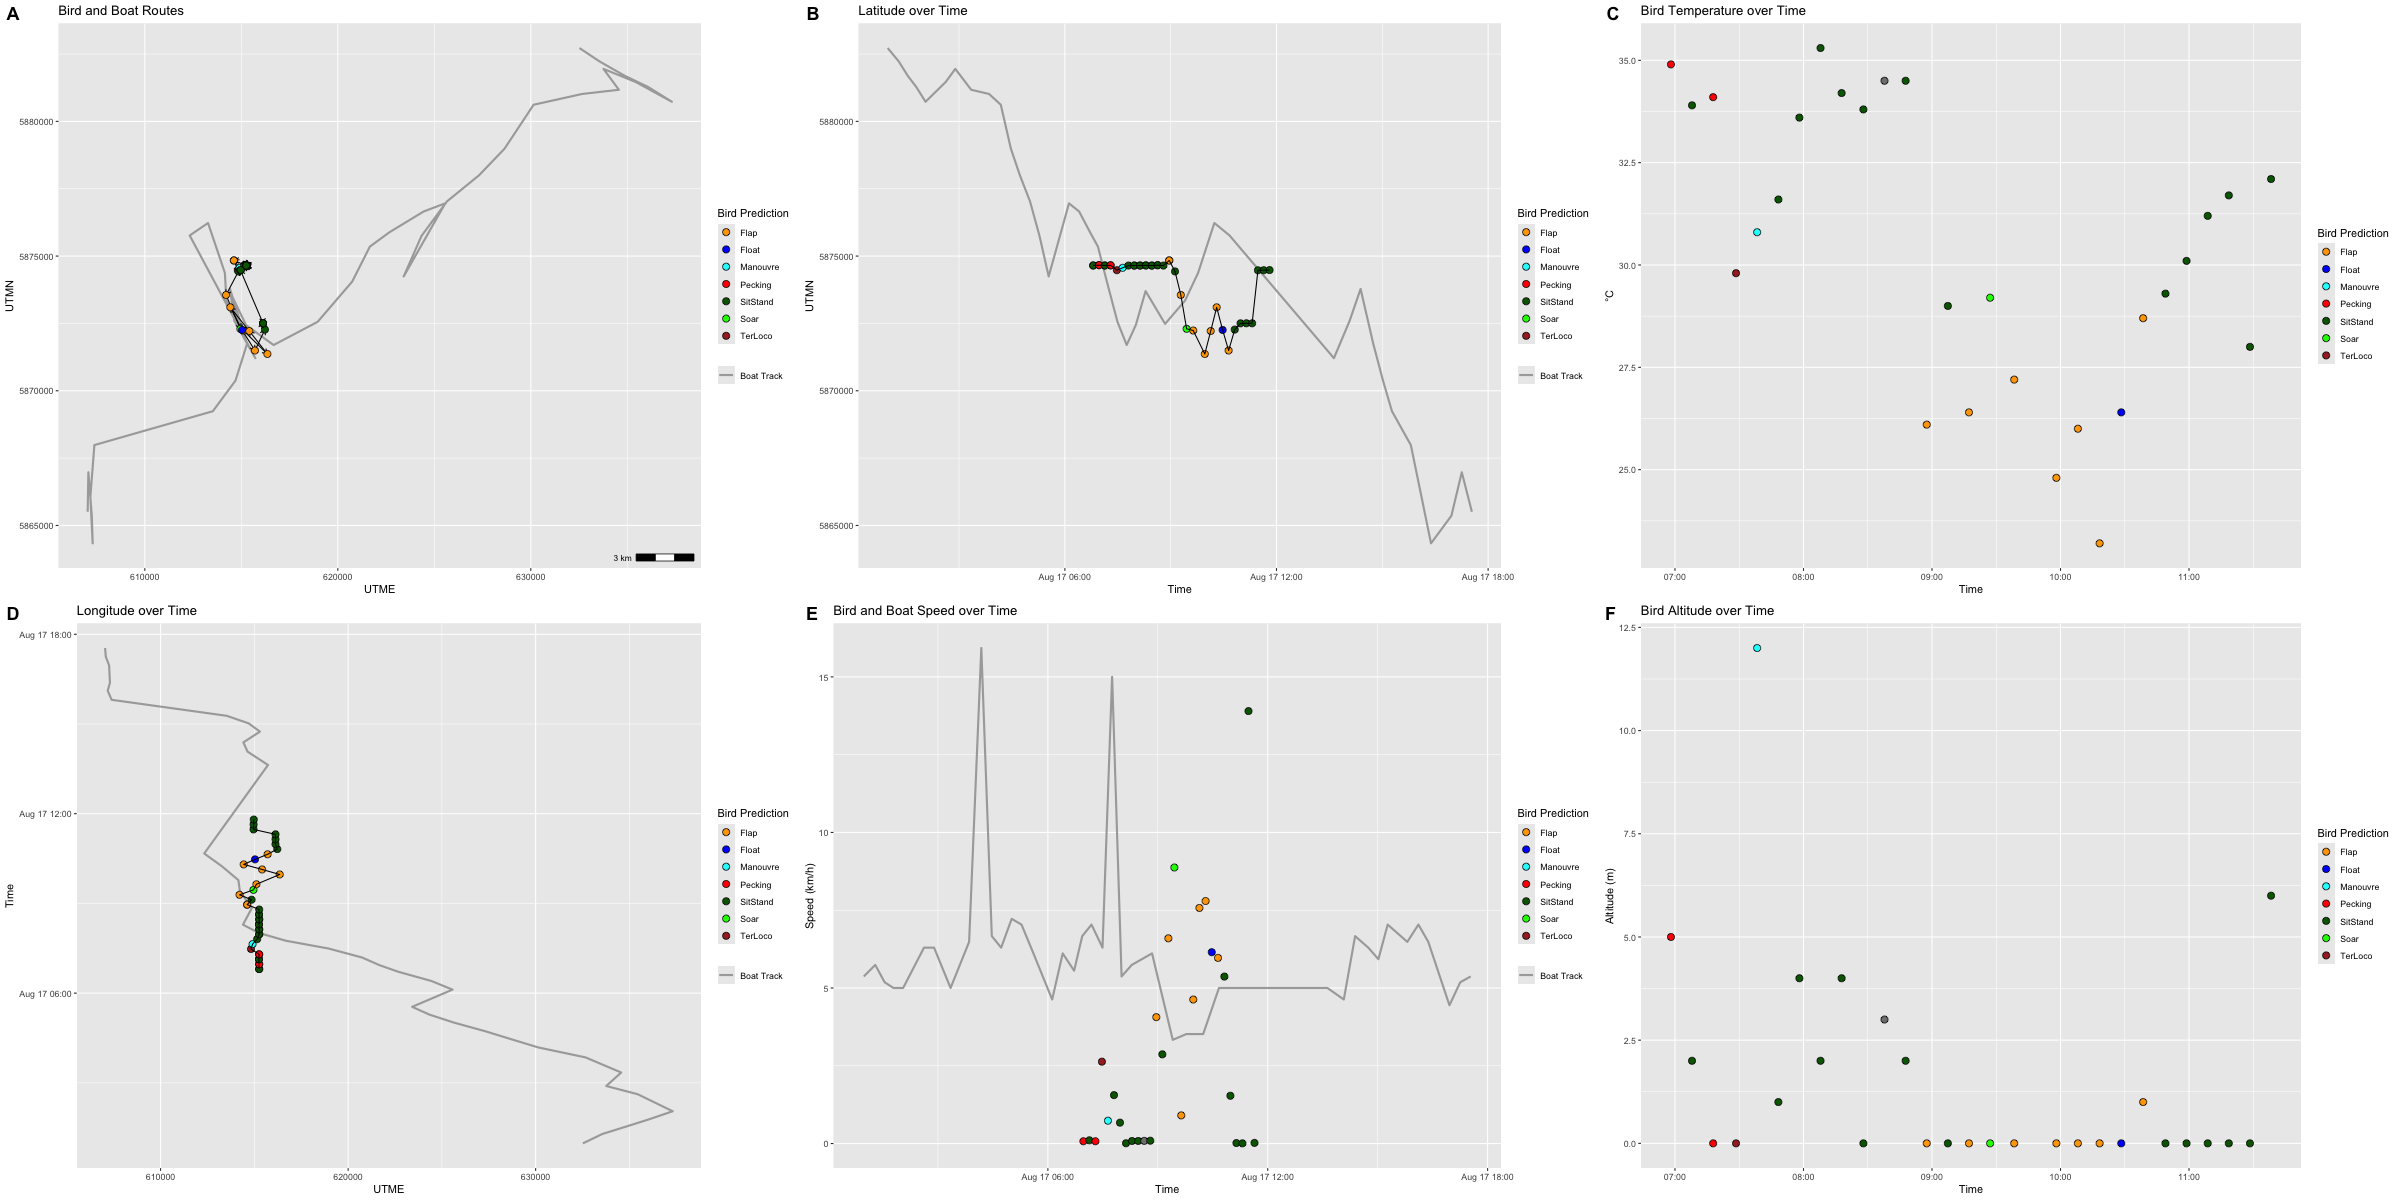 A Bird and Boat Routes
5880000
5875000
5870000
5865000
UTMN
610000 620000 630000
UTME
3 km
Bird Prediction
Flap
Float
Manouvre
Pecking
SitStand
Soar
TerLoco
Boat Track
B Latitude over Time
5880000
5875000
5870000
5865000
UTMN
Aug 17 06:00 Aug 17 12:00 Aug 17 18:00
Time
Bird Prediction
Flap
Float
Manouvre
Pecking
SitStand
Soar
TerLoco
Boat Track
C Bird Temperature over Time
35.0
32.5
30.0
27.5
25.0
°C
07:00 08:00 09:00 10:00 11:00
Time
Bird Prediction
Flap
Float
Manouvre
Pecking
SitStand
Soar
TerLoco
D Longitude over Time
Aug 17 18:00
Aug 17 12:00
Aug 17 06:00
Time
610000 620000 630000
UTME
Bird Prediction
Flap
Float
Manouvre
Pecking
SitStand
Soar
TerLoco
Boat Track
E Bird and Boat Speed over Time
15
10
5
0
Speed (km/h)
Aug 17 06:00 Aug 17 12:00 Aug 17 18:00
Time
Bird Prediction
Flap
Float
Manouvre
Pecking
SitStand
Soar
TerLoco
Boat Track
F Bird Altitude over Time
12.5
10.0
7.5
5.0
2.5
0.0
Altitude (m)
07:00 08:00 09:00 10:00 11:00
Time
Bird Prediction
Flap
Float
Manouvre
Pecking
SitStand
Soar
TerLoco